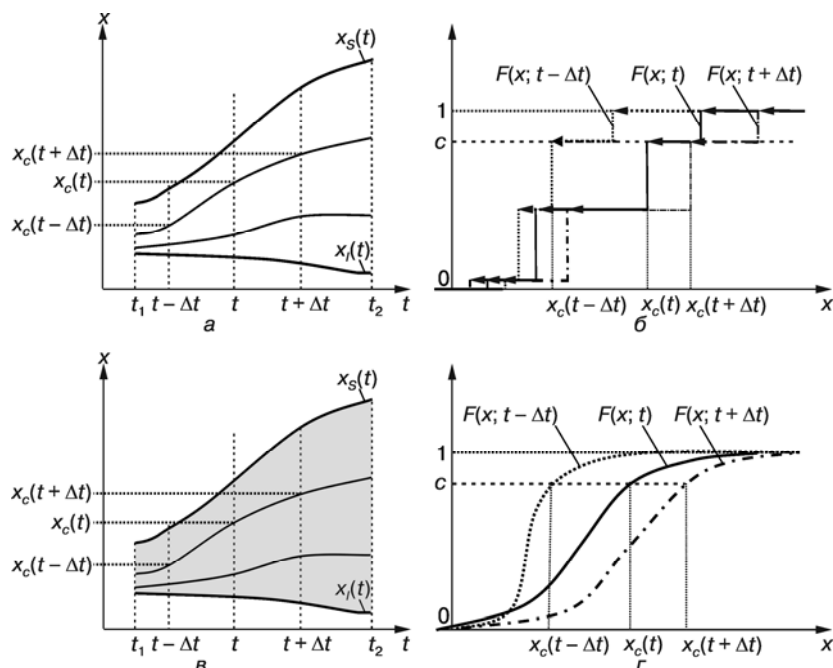 x
x_S(t)
x_c(t + Δt)
x_c(t)
x_c(t − Δt)
x_I(t)
t_1 t − Δt t t + Δt t_2 t
а
F(x; t − Δt) F(x; t) F(x; t + Δt)
1
c
0
x_c(t − Δt) x_c(t) x_c(t + Δt) x
б
x
x_S(t)
x_c(t + Δt)
x_c(t)
x_c(t − Δt)
x_I(t)
t_1 t − Δt t t + Δt t_2 t
в
F(x; t − Δt) F(x; t) F(x; t + Δt)
1
c
0
x_c(t − Δt) x_c(t) x_c(t + Δt) x
г